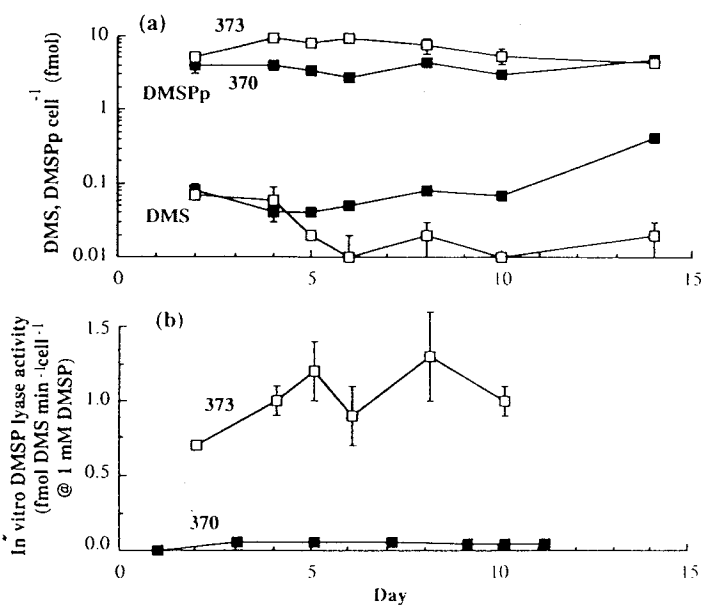 (a)
373
370
DMSPp
DMS
DMS, DMSPp cell⁻¹ (fmol)
10
1
0.1
0.01
0 5 10 15
(b)
373
370
In vitro DMSP lyase activity
(fmol DMS min⁻¹cell⁻¹
@ 1 mM DMSP)
1.5
1.0
0.5
0.0
0 5 10 15
Day